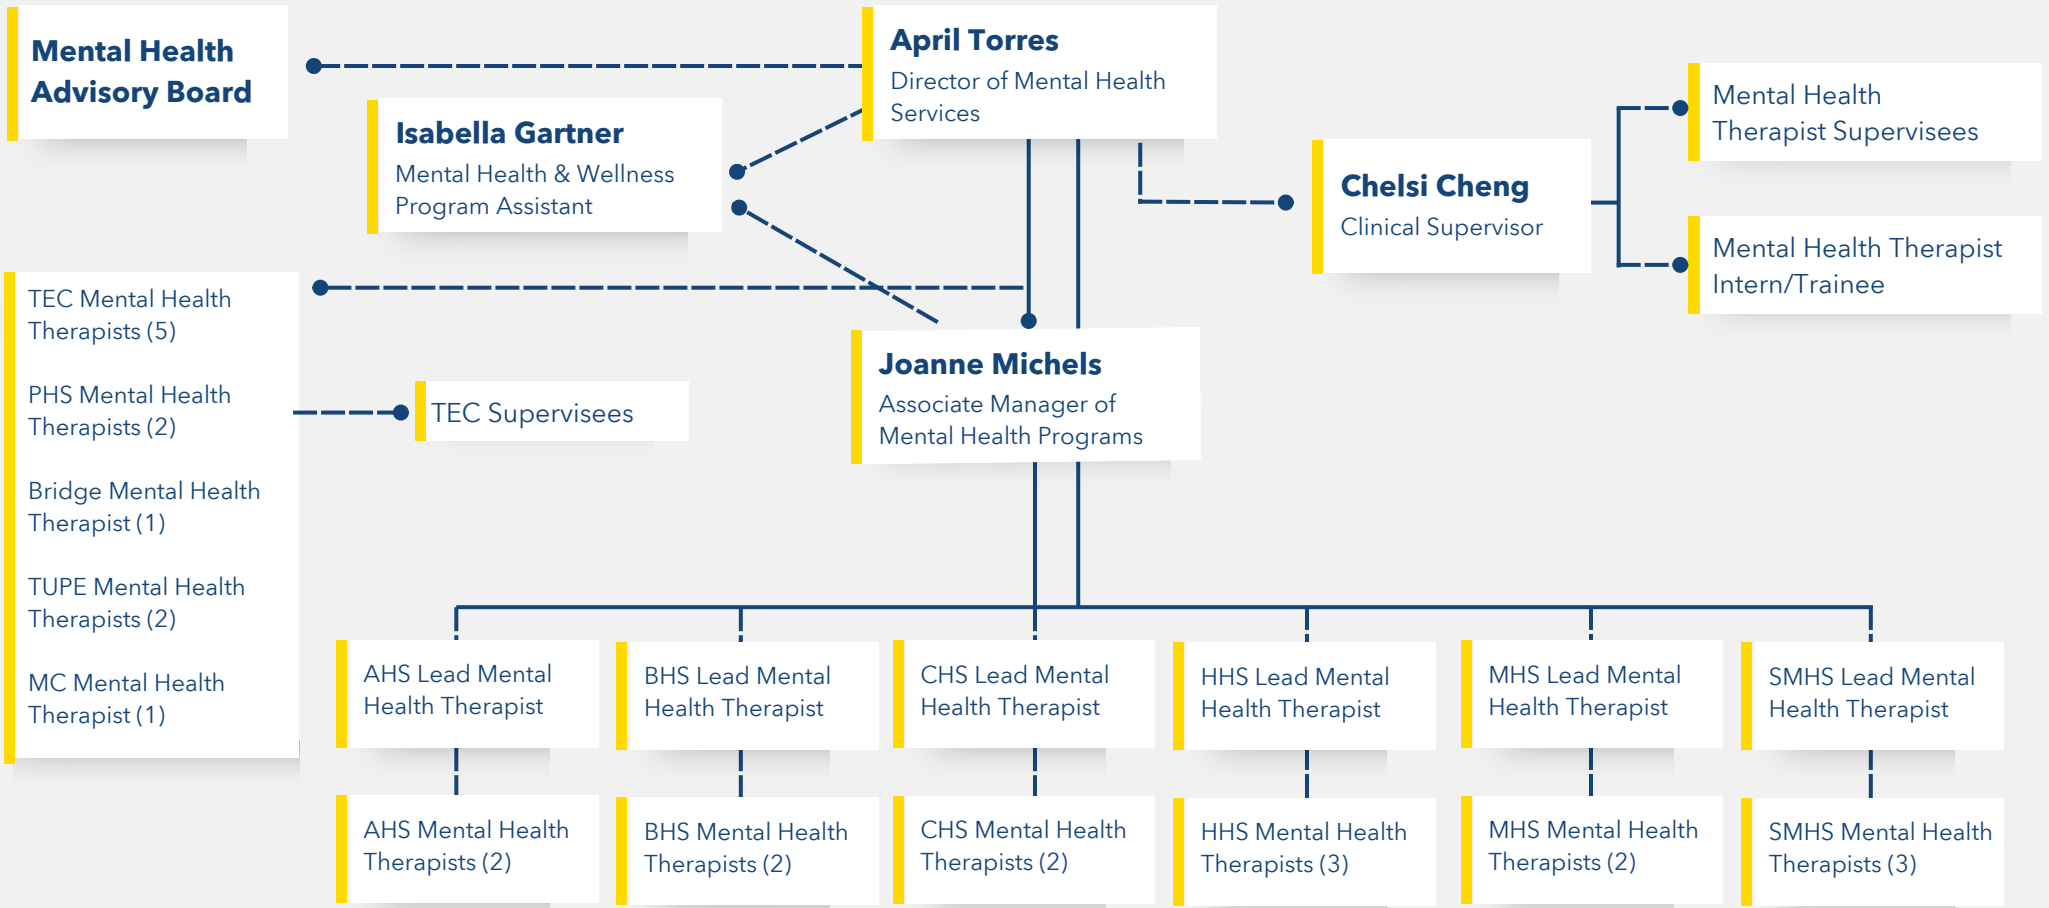 Mental Health
Advisory Board
April Torres
Director of Mental Health
Services
Isabella Gartner
Mental Health & Wellness
Program Assistant
Chelsi Cheng
Clinical Supervisor
Mental Health
Therapist Supervisees
Mental Health Therapist
Intern/Trainee
TEC Mental Health
Therapists (5)
PHS Mental Health
Therapists (2)
Bridge Mental Health
Therapist (1)
TUPE Mental Health
Therapists (2)
MC Mental Health
Therapist (1)
TEC Supervisees
Joanne Michels
Associate Manager of
Mental Health Programs
AHS Lead Mental
Health Therapist
BHS Lead Mental
Health Therapist
CHS Lead Mental
Health Therapist
HHS Lead Mental
Health Therapist
MHS Lead Mental
Health Therapist
SMHS Lead Mental
Health Therapist
AHS Mental Health
Therapists (2)
BHS Mental Health
Therapists (2)
CHS Mental Health
Therapists (2)
HHS Mental Health
Therapists (3)
MHS Mental Health
Therapists (2)
SMHS Mental Health
Therapists (3)